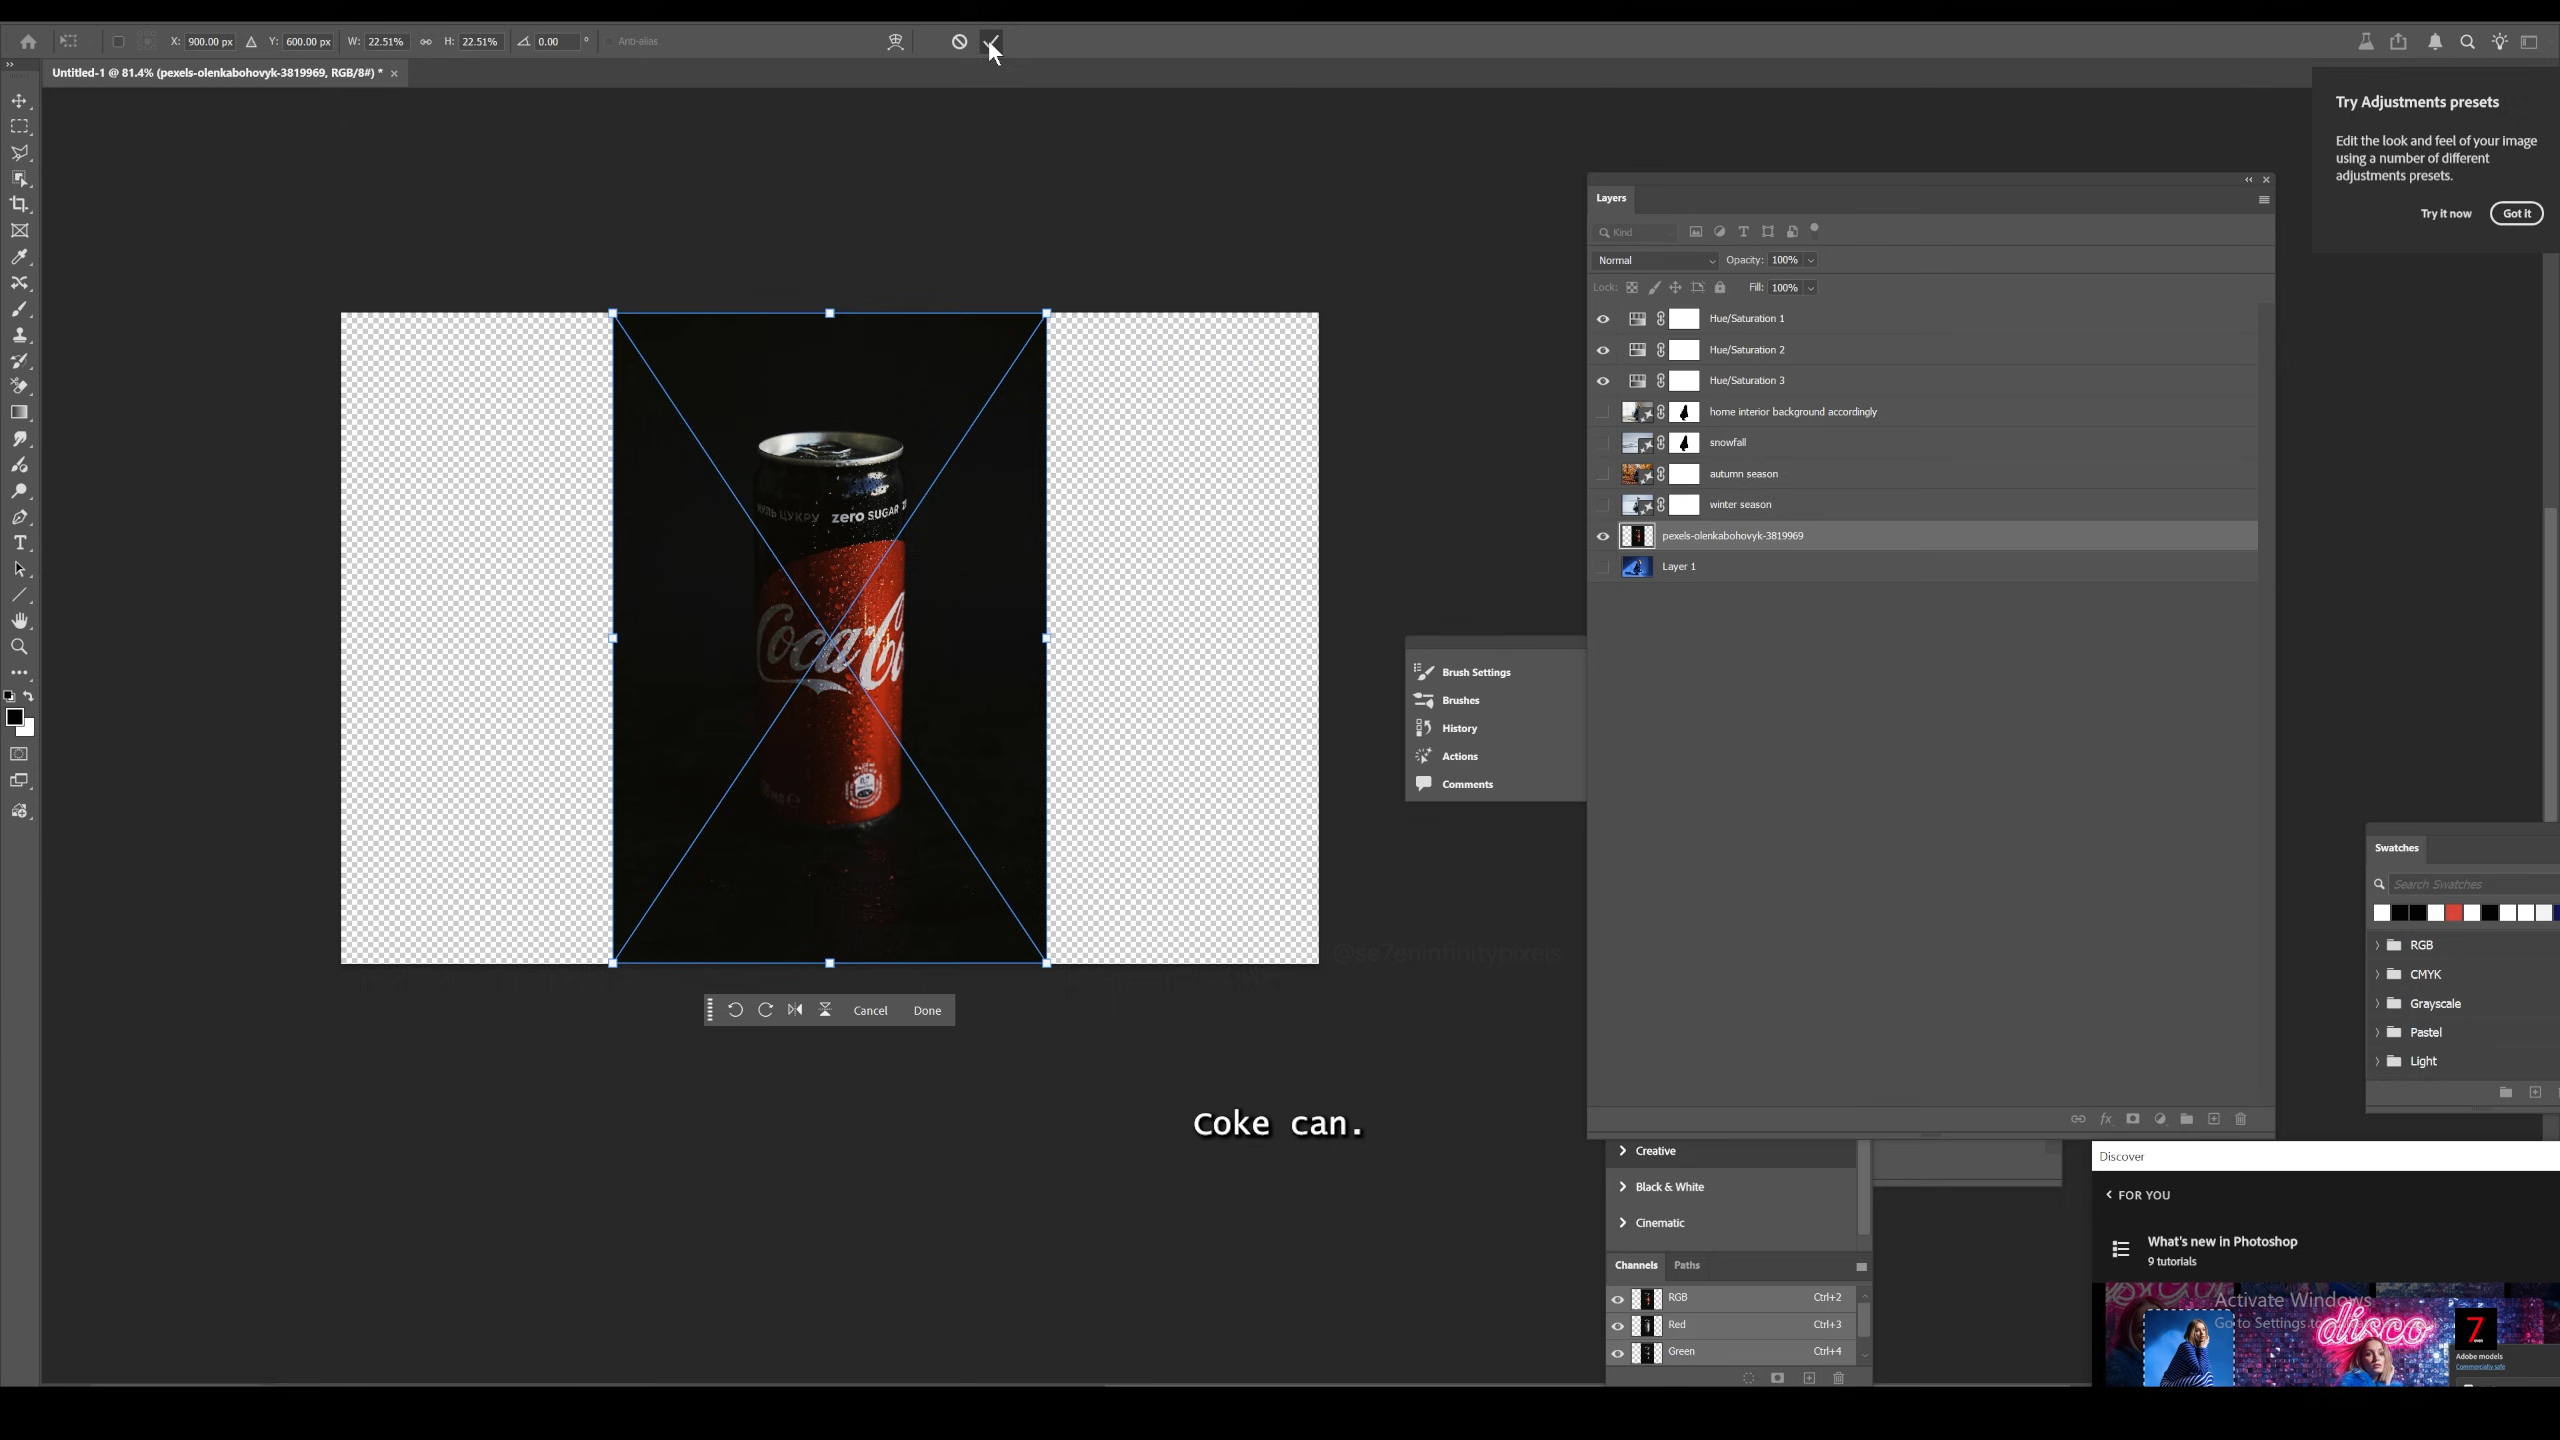 X: 900.00 px Y: 600.00 px W: 22.51% H: 22.51% 0.00 ° Anti-alias
Untitled-1 @ 81.4% (pexels-olenkabohovyk-3819969, RGB/8#) * ×
Try Adjustments presets
Edit the look and feel of your image
using a number of different
adjustments presets.
Try it now Got it
Layers
Kind
Normal Opacity: 100%
Lock: Fill: 100%
Hue/Saturation 1
Hue/Saturation 2
Hue/Saturation 3
home interior background accordingly
snowfall
autumn season
winter season
pexels-olenkabohovyk-3819969
Layer 1
ЦУКРУ zero SUGAR
Coca-Co
Brush Settings
Brushes
History
Actions
Comments
Swatches
Search Swatches
RGB
CMYK
Grayscale
Pastel
Light
@se7eninfinitypixels
Cancel Done
Coke can.
Creative
Black & White
Cinematic
Channels Paths
RGB Ctrl+2
Red Ctrl+3
Green Ctrl+4
Discover
FOR YOU
What's new in Photoshop
9 tutorials
Activate Windows
Go to Settings to
disco
7
Adobe models
Commercially safe